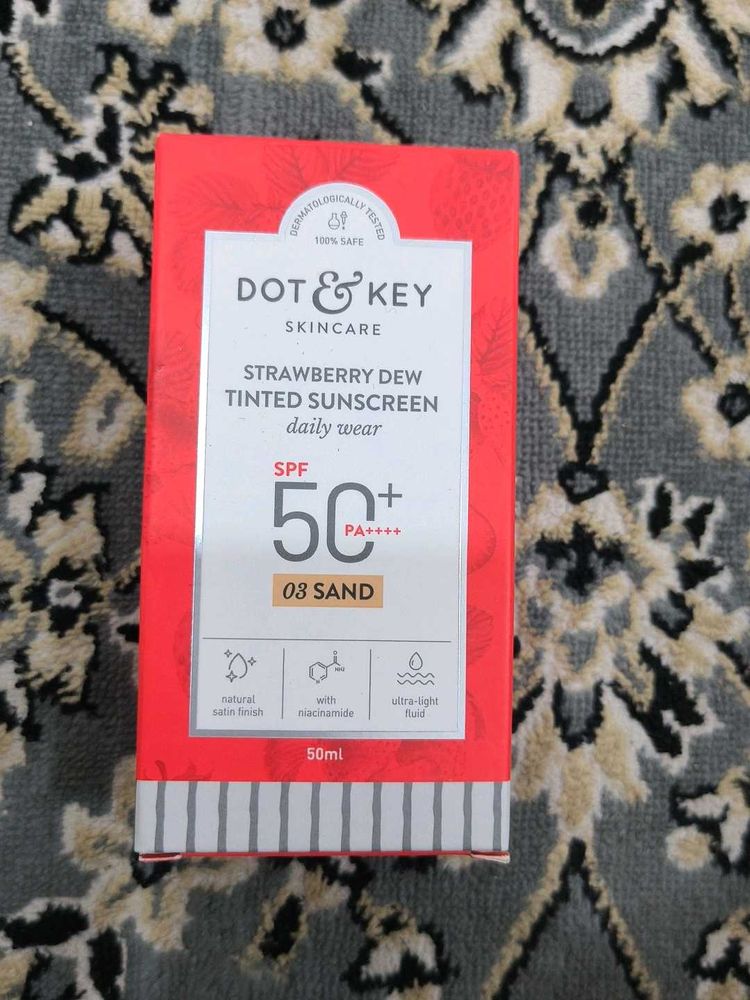 DERMATOLOGICALLY TESTED
100% SAFE
DOT & KEY
SKINCARE
STRAWBERRY DEW
TINTED SUNSCREEN
daily wear
SPF
50+
PA++++
03 SAND
natural
satin finish
with
niacinamide
ultra-light
fluid
50ml